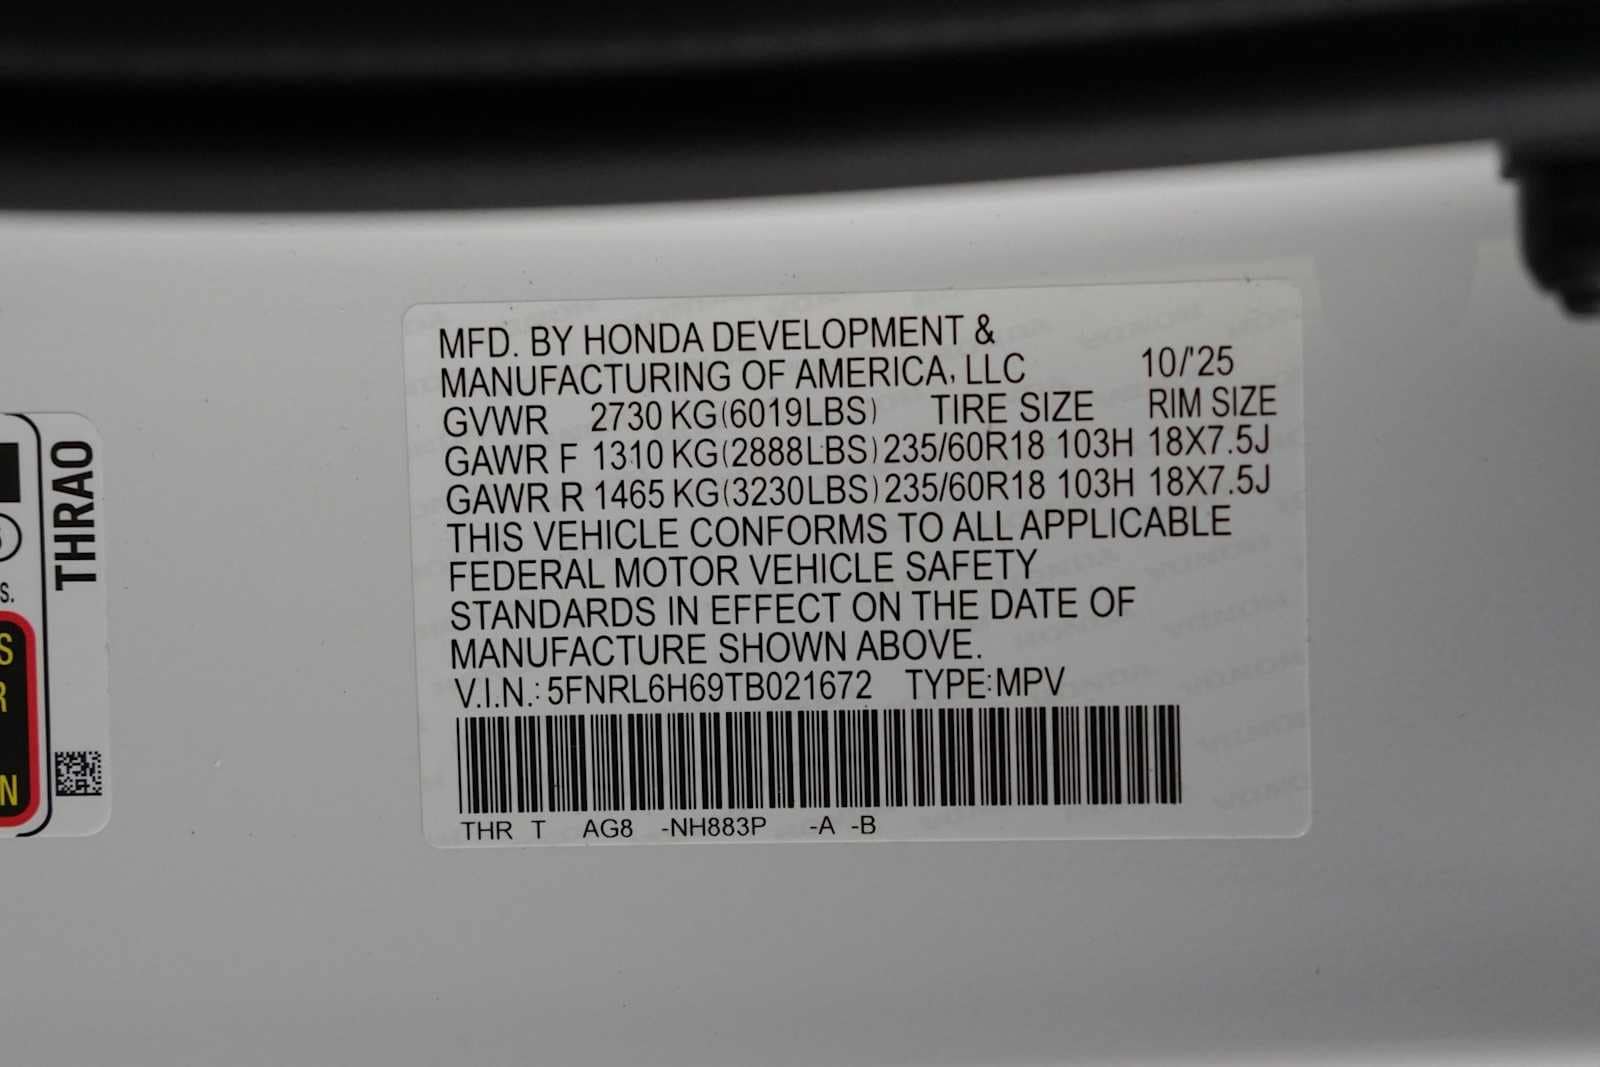 MFD. BY HONDA DEVELOPMENT &
MANUFACTURING OF AMERICA, LLC 10/'25
GVWR 2730 KG(6019LBS) TIRE SIZE RIM SIZE
GAWR F 1310 KG(2888LBS) 235/60R18 103H 18X7.5J
GAWR R 1465 KG(3230LBS) 235/60R18 103H 18X7.5J
THIS VEHICLE CONFORMS TO ALL APPLICABLE
FEDERAL MOTOR VEHICLE SAFETY
STANDARDS IN EFFECT ON THE DATE OF
MANUFACTURE SHOWN ABOVE.
V.I.N.: 5FNRL6H69TB021672 TYPE:MPV
THR T AG8 -NH883P -A -B
THRAO
S.
S
R
N